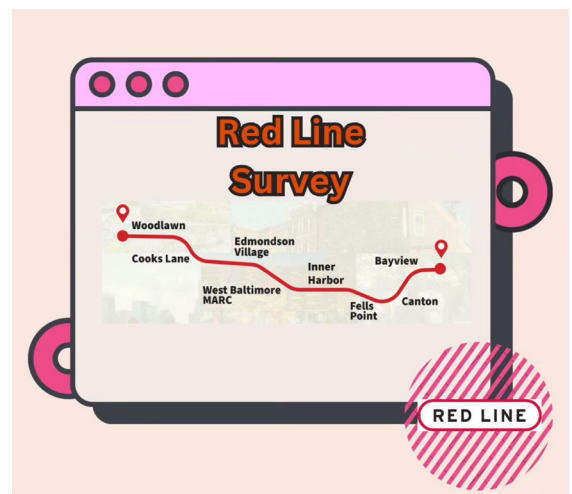 Red Line
Survey
Woodlawn
Cooks Lane
Edmondson
Village
West Baltimore
MARC
Inner
Harbor
Fells
Point
Bayview
Canton
RED LINE